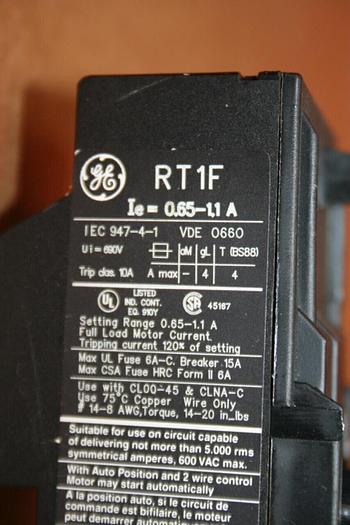 GE
RT1F
Ie = 0.65-1.1 A
IEC 947-4-1 VDE 0660
Ui = 690V aM gL T (BS88)
Trip clas. 10A A max - 4 4
UL LISTED
IND. CONT.
EQ. 910Y
SA 45167
Setting Range 0.65-1.1 A
Full Load Motor Current.
Tripping current 120% of setting
Max UL Fuse 6A-C. Breaker 15A
Max CSA Fuse HRC Form II 6A
Use with CL00-45 & CLNA-C
Use 75°C Copper Wire Only
# 14-8 AWG,Torque, 14-20 in_lbs
Suitable for use on circuit capable
of delivering not more than 5.000 rms
symmetrical amperes, 600 VAC max.
With Auto Position and 2 wire control
Motor may start automatically
A la position auto, si le circuit de
commande est bifilaire, le moteur
peut démarrer